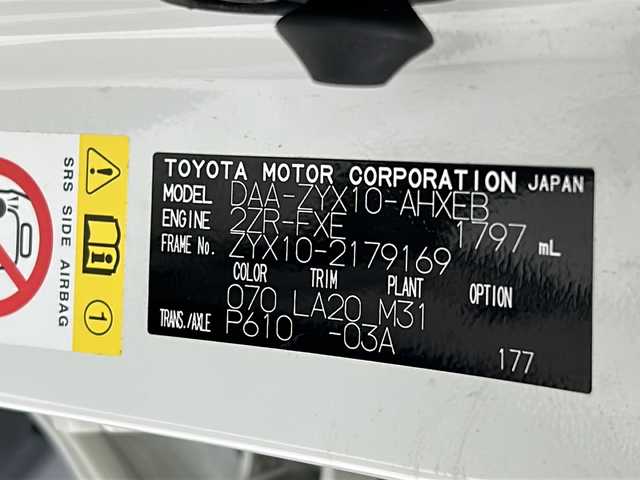 SRS SIDE AIRBAG
1
TOYOTA MOTOR CORPORATION JAPAN
MODEL DAA-ZYX10-AHXEB
ENGINE 2ZR-FXE 1797 mL
FRAME No. ZYX10-2179169
COLOR TRIM PLANT OPTION
070 LA20 M31
TRANS./AXLE P610 -03A
177